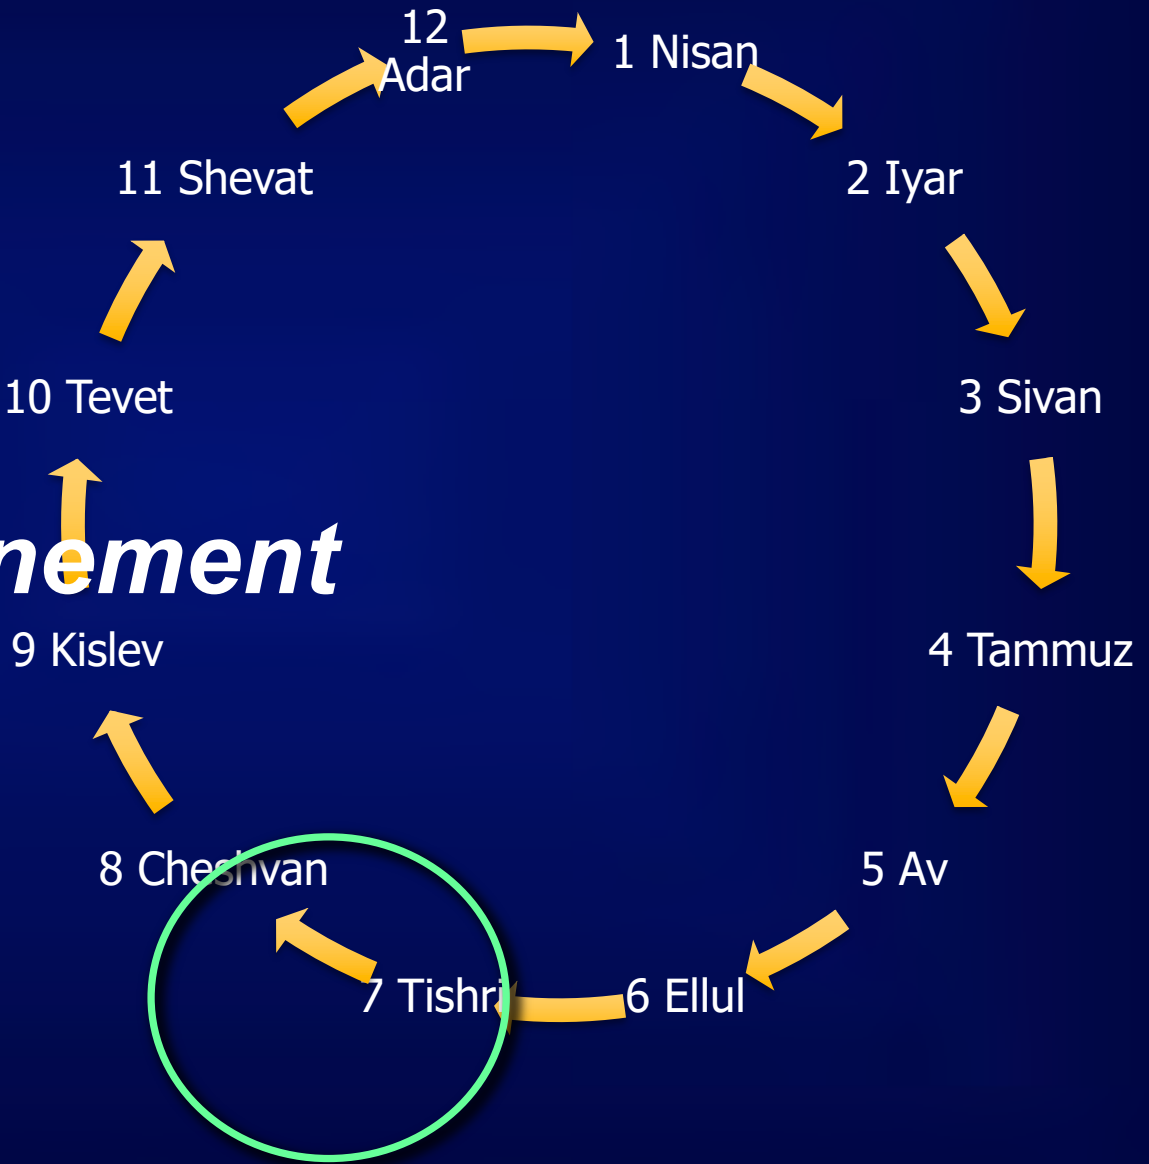 12
Adar
1 Nisan
2 Iyar
3 Sivan
4 Tammuz
5 Av
6 Ellul
7 Tishri
8 Cheshvan
9 Kislev
10 Tevet
11 Shevat
nement